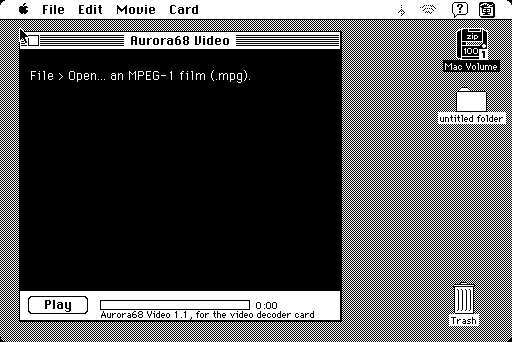 File Edit Movie Card
Aurora68 Video
File > Open... an MPEG-1 film (.mpg).
zip
100
1
Mac Volume
untitled folder
Play
0:00
Aurora68 Video 1.1, for the video decoder card
Trash